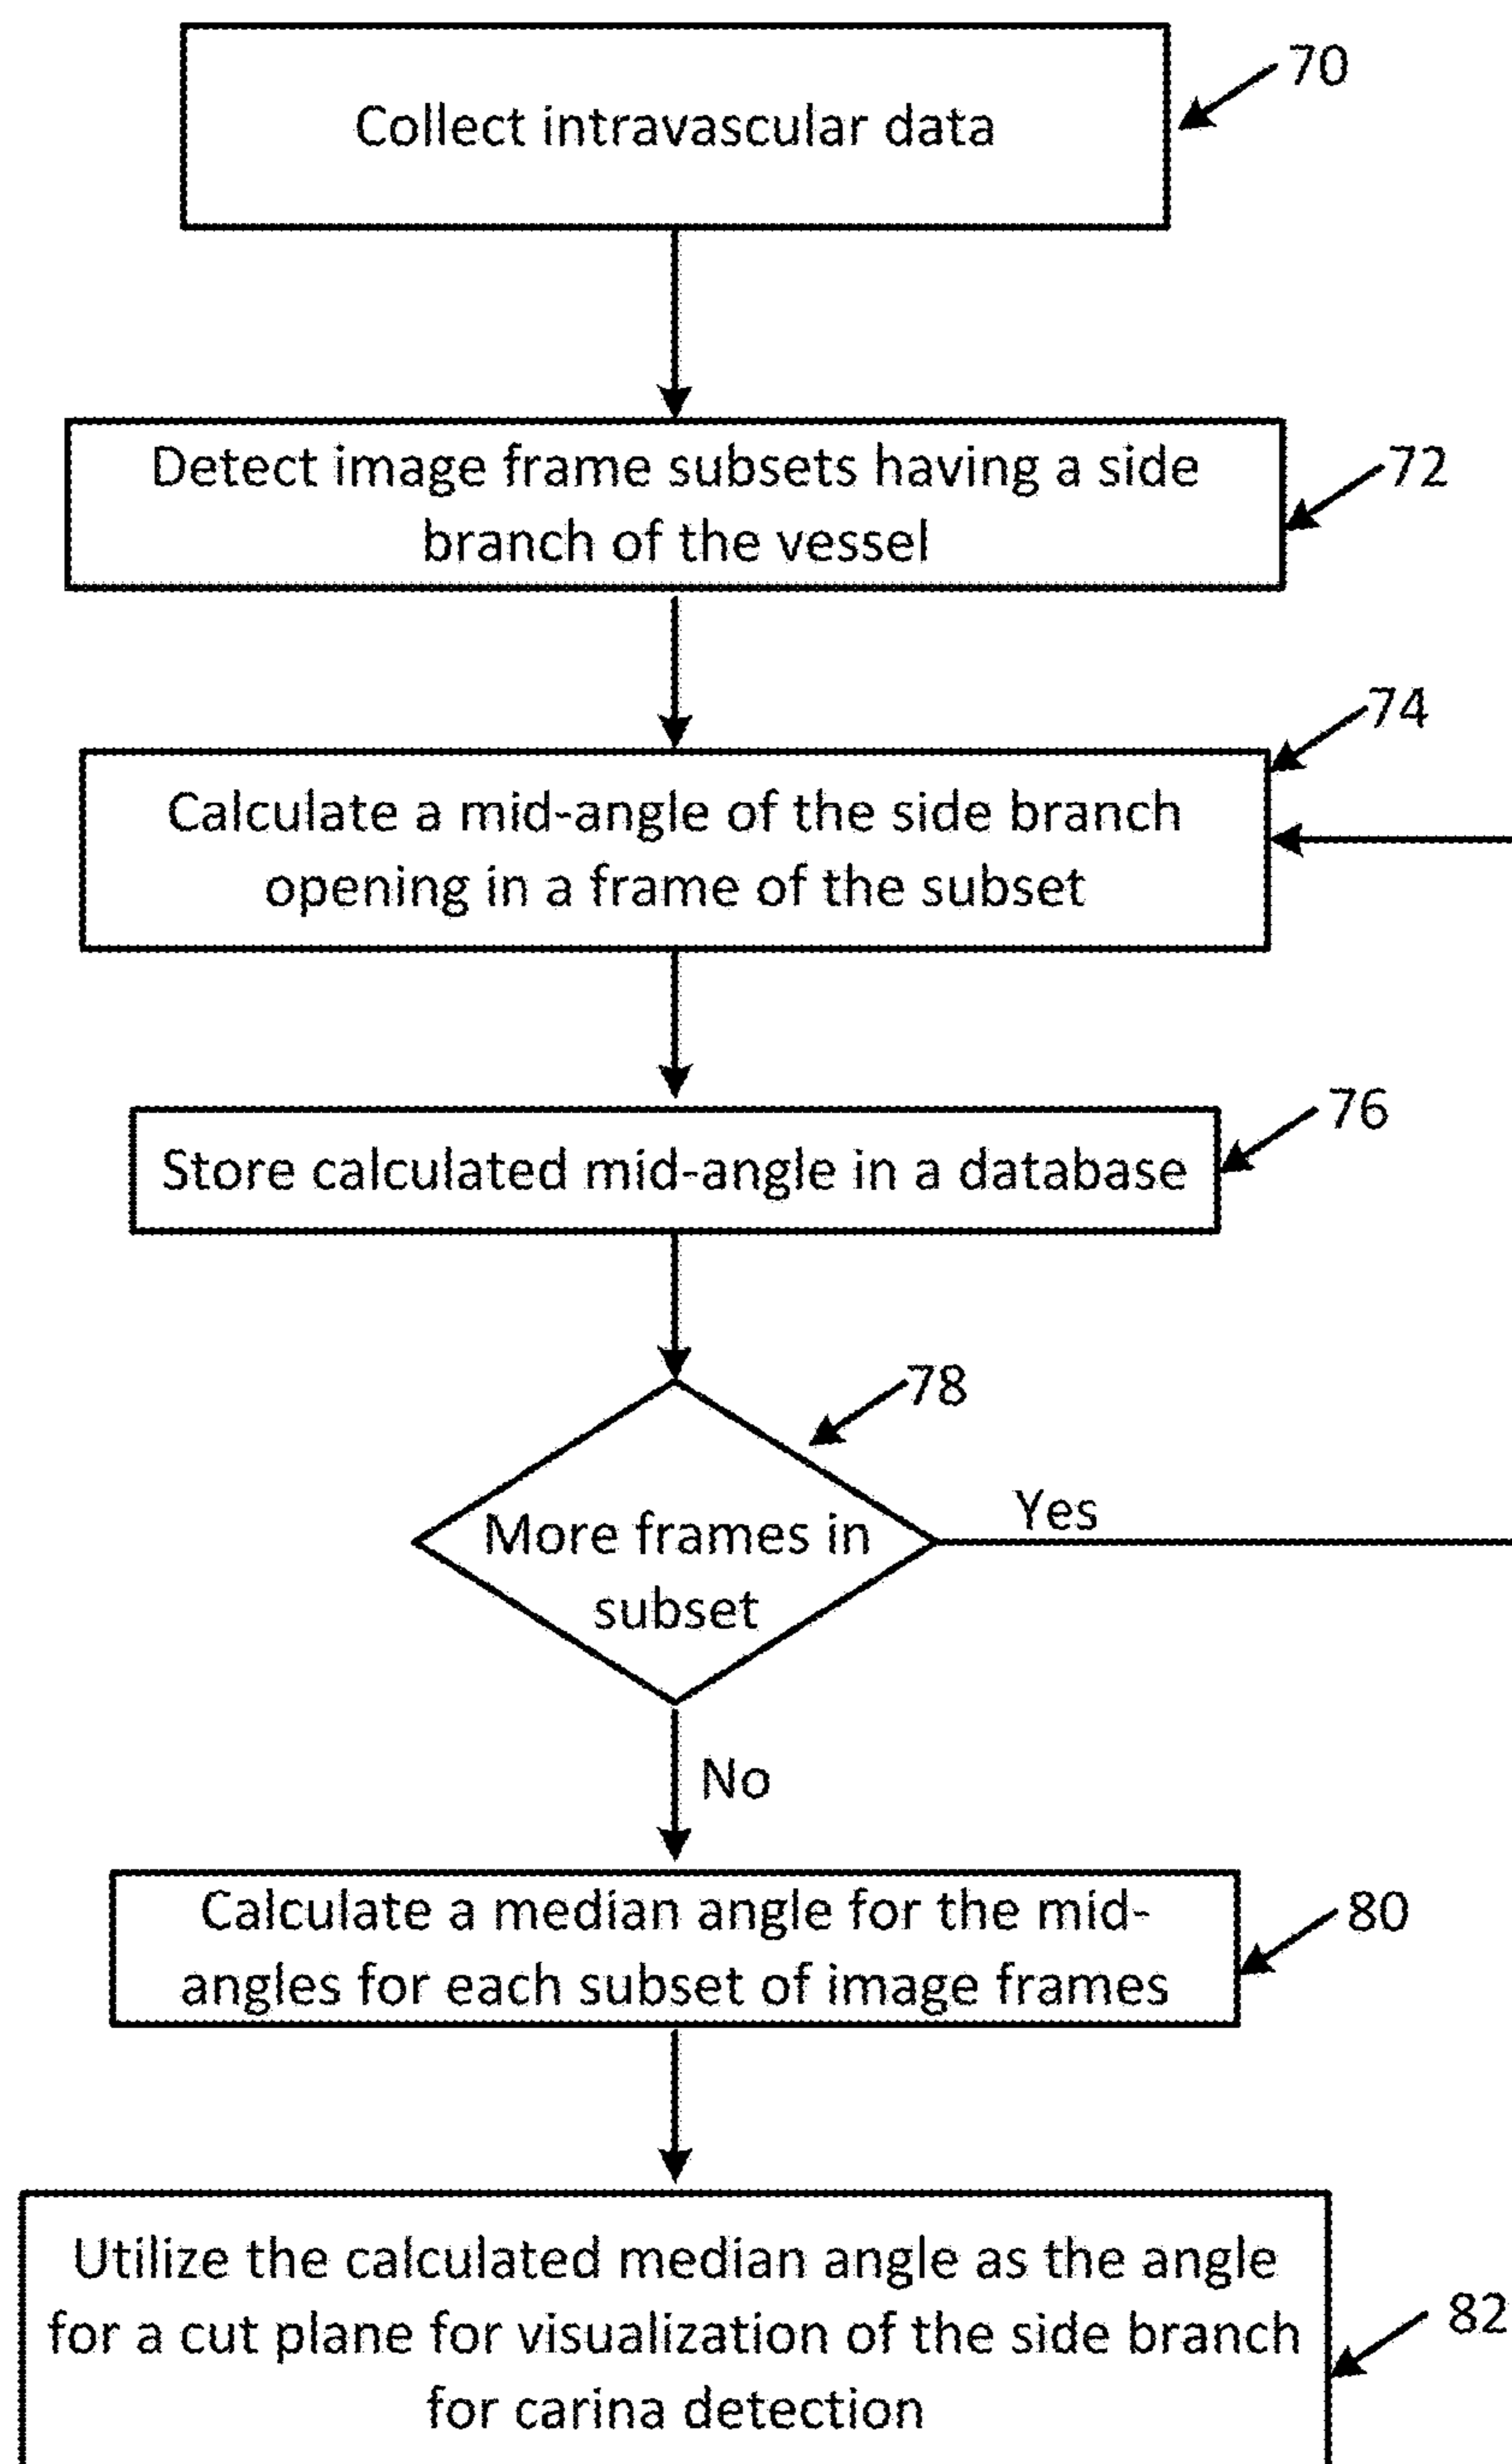 Collect intravascular data
70
Detect image frame subsets having a side
branch of the vessel
72
74
Calculate a mid-angle of the side branch
opening in a frame of the subset
76
Store calculated mid-angle in a database
78
More frames in
subset
Yes
No
Calculate a median angle for the mid-
angles for each subset of image frames
80
Utilize the calculated median angle as the angle
for a cut plane for visualization of the side branch
for carina detection
82